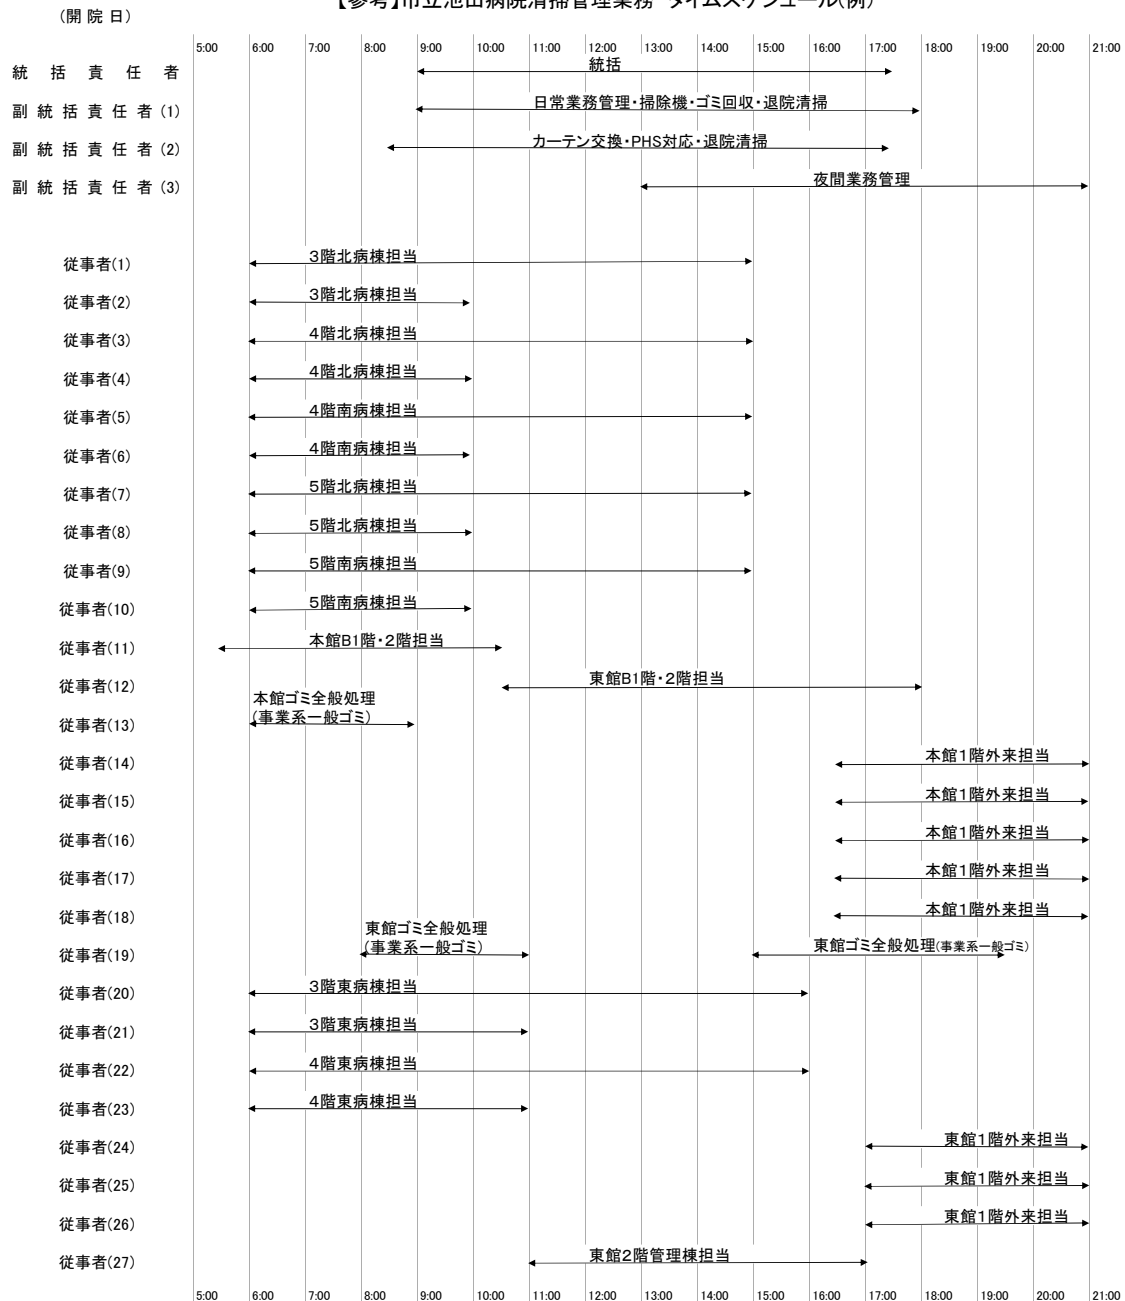 【参考】市立池田病院清掃管理業務 タイムスケジュール(例)
(開院日)
5:00 6:00 7:00 8:00 9:00 10:00 11:00 12:00 13:00 14:00 15:00 16:00 17:00 18:00 19:00 20:00 21:00
統括責任者 統括
副統括責任者(1) 日常業務管理・掃除機・ゴミ回収・退院清掃
副統括責任者(2) カーテン交換・PHS対応・退院清掃
副統括責任者(3) 夜間業務管理
従事者(1) 3階北病棟担当
従事者(2) 3階北病棟担当
従事者(3) 4階北病棟担当
従事者(4) 4階北病棟担当
従事者(5) 4階南病棟担当
従事者(6) 4階南病棟担当
従事者(7) 5階北病棟担当
従事者(8) 5階北病棟担当
従事者(9) 5階南病棟担当
従事者(10) 5階南病棟担当
従事者(11) 本館B1階・2階担当
従事者(12) 東館B1階・2階担当
本館ゴミ全般処理
従事者(13) (事業系一般ゴミ)
従事者(14) 本館1階外来担当
従事者(15) 本館1階外来担当
従事者(16) 本館1階外来担当
従事者(17) 本館1階外来担当
従事者(18) 本館1階外来担当
東館ゴミ全般処理
従事者(19) (事業系一般ゴミ) 東館ゴミ全般処理(事業系一般ゴミ)
従事者(20) 3階東病棟担当
従事者(21) 3階東病棟担当
従事者(22) 4階東病棟担当
従事者(23) 4階東病棟担当
従事者(24) 東館1階外来担当
従事者(25) 東館1階外来担当
従事者(26) 東館1階外来担当
従事者(27) 東館2階管理棟担当
5:00 6:00 7:00 8:00 9:00 10:00 11:00 12:00 13:00 14:00 15:00 16:00 17:00 18:00 19:00 20:00 21:00